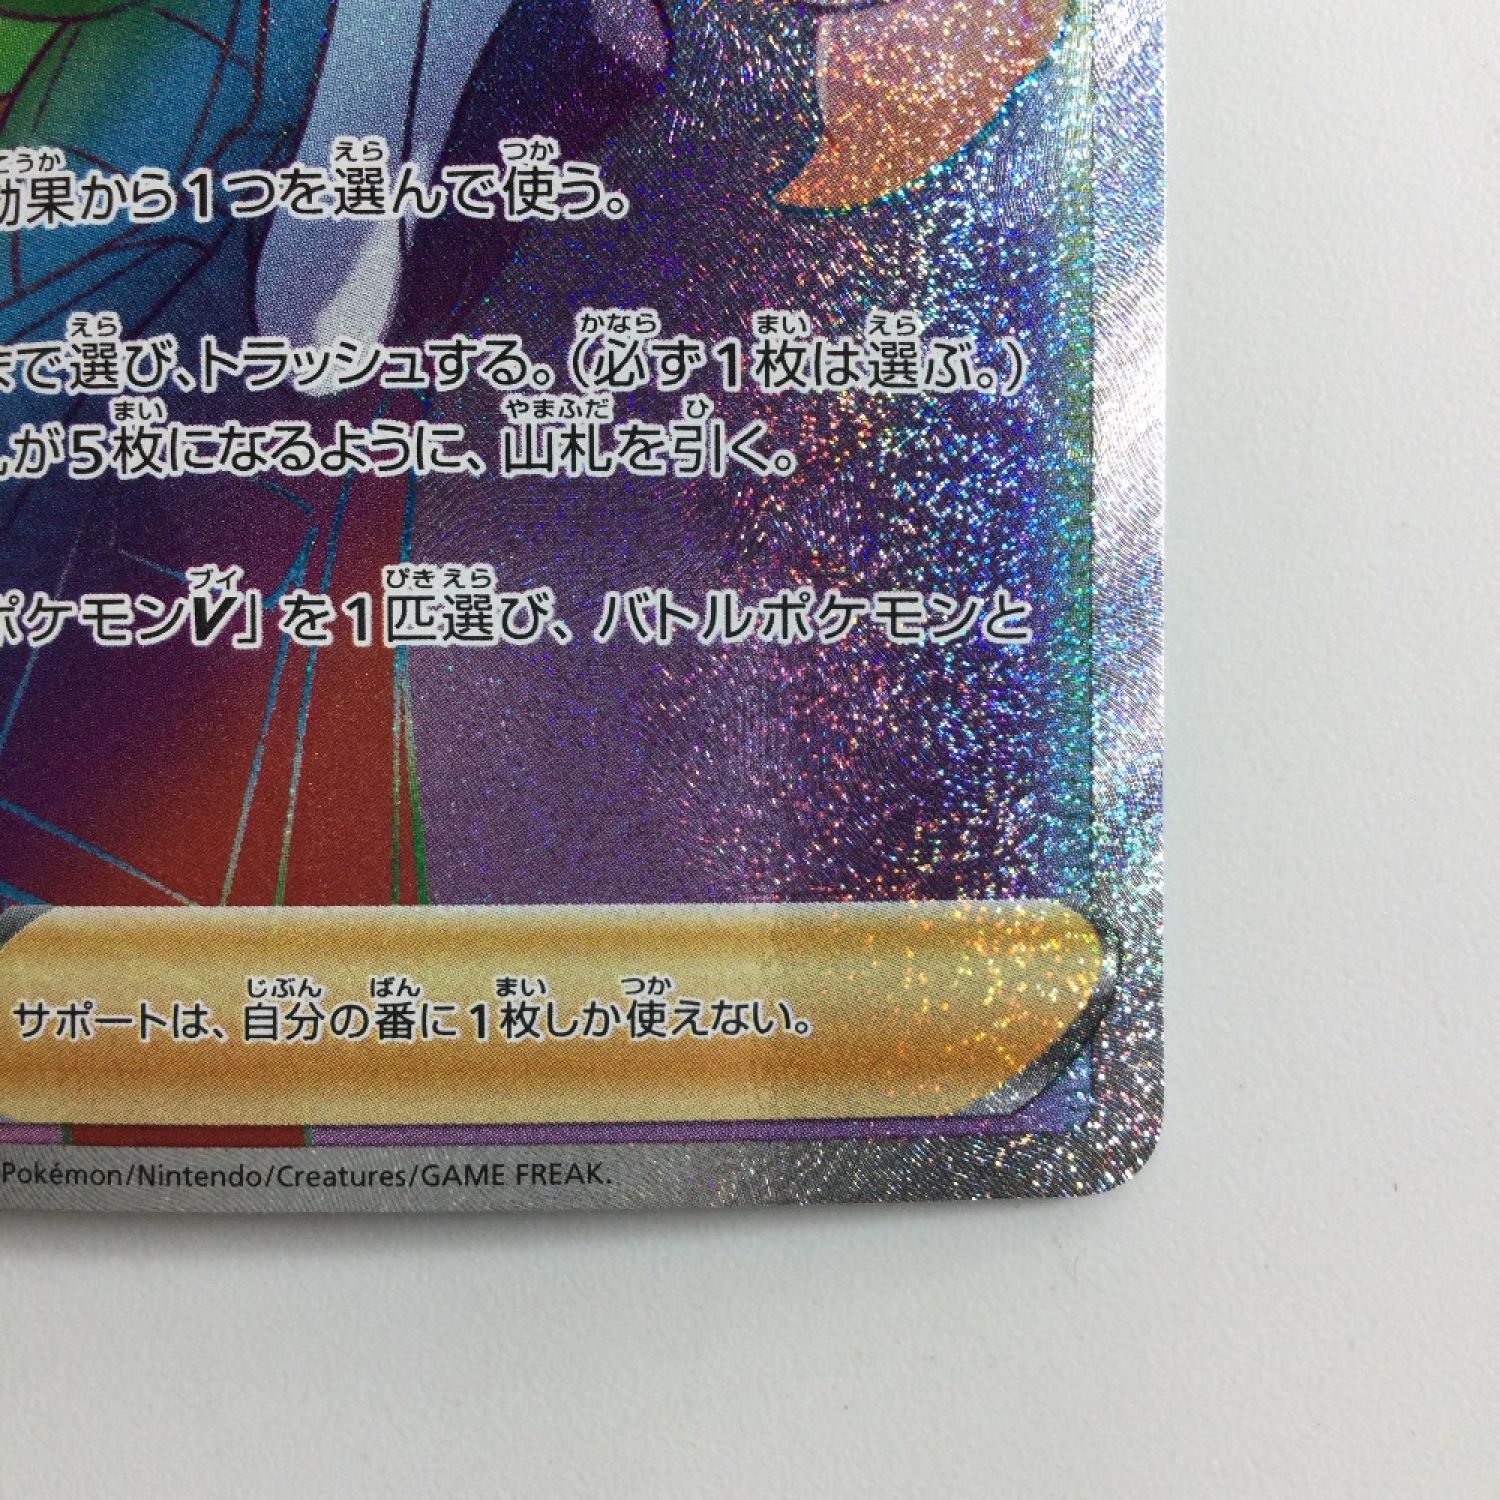 効果から1つを選んで使う。
まで選び、トラッシュする。(必ず1枚は選ぶ。)
が5枚になるように、山札を引く。
ポケモンV」を1匹選び、バトルポケモンと
サポートは、自分の番に1枚しか使えない。
Pokémon/Nintendo/Creatures/GAME FREAK.